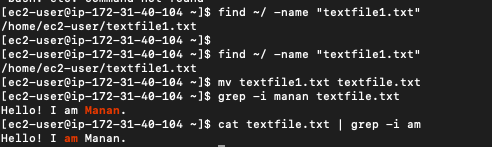 [ec2-user@ip-172-31-40-104 ~]$ find ~/ -name "textfile1.txt"
/home/ec2-user/textfile1.txt
[ec2-user@ip-172-31-40-104 ~]$
[ec2-user@ip-172-31-40-104 ~]$ find ~/ -name "textfile1.txt"
/home/ec2-user/textfile1.txt
[ec2-user@ip-172-31-40-104 ~]$ mv textfile1.txt textfile.txt
[ec2-user@ip-172-31-40-104 ~]$ grep -i manan textfile.txt
Hello! I am Manan.
[ec2-user@ip-172-31-40-104 ~]$ cat textfile.txt | grep -i am
Hello! I am Manan.